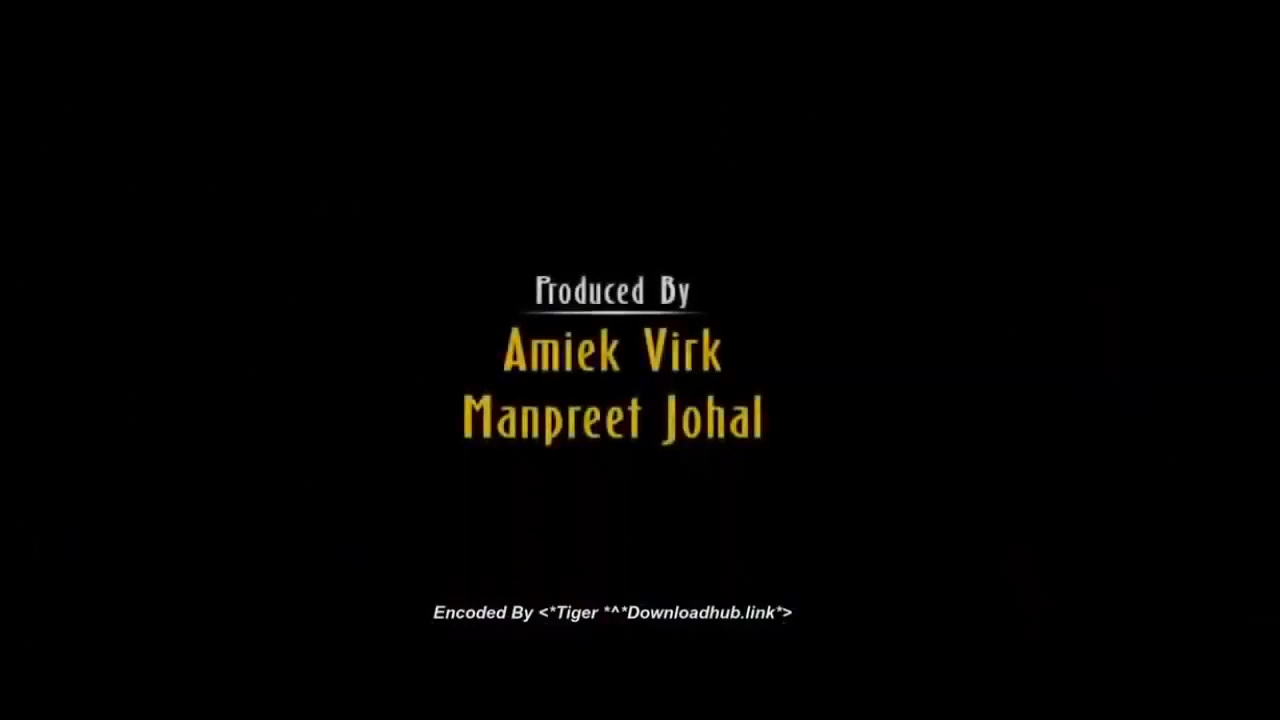 Produced By
Amiek Virk
Manpreet Johal
Encoded By <*Tiger *^*Downloadhub.link*>